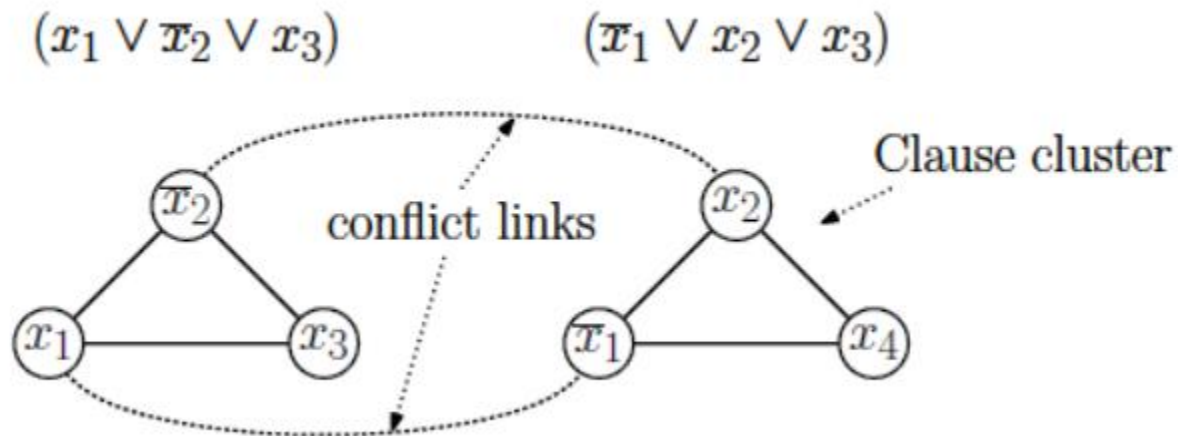 (x₁ ∨ x̅₂ ∨ x₃) (x̅₁ ∨ x₂ ∨ x₃)
Clause cluster
x̅₂ x₂
conflict links
x₁ x₃ x̅₁ x₄